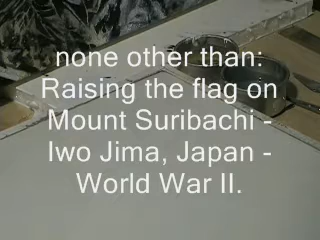 none other than:
Raising the flag on
Mount Suribachi -
Iwo Jima, Japan -
World War II.